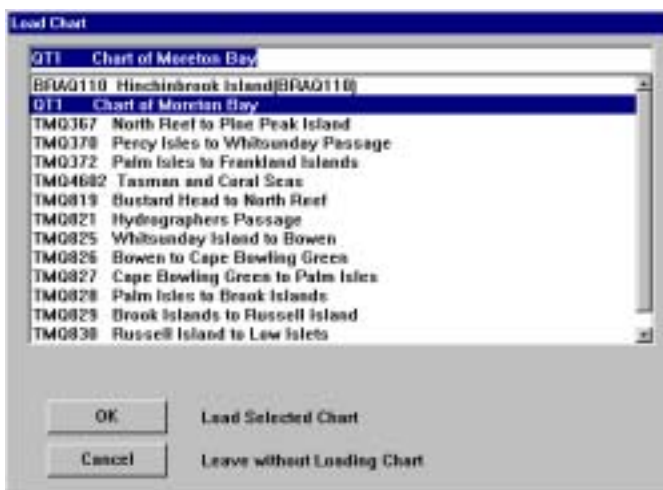 Load Chart
QT1 Chart of Moreton Bay
BRAQ110 Hinchinbrook Island(BRAQ110)
QT1 Chart of Moreton Bay
TMQ367 North Reef to Pine Peak Island
TMQ370 Percy Isles to Whitsunday Passage
TMQ372 Palm Isles to Frankland Islands
TMQ4602 Tasman and Coral Seas
TMQ819 Bustard Head to North Reef
TMQ821 Hydrographers Passage
TMQ825 Whitsunday Island to Bowen
TMQ826 Bowen to Cape Bowling Green
TMQ827 Cape Bowling Green to Palm Isles
TMQ828 Palm Isles to Brook Islands
TMQ829 Brook Islands to Russell Island
TMQ830 Russell Island to Low Islets
OK Load Selected Chart
Cancel Leave without Loading Chart